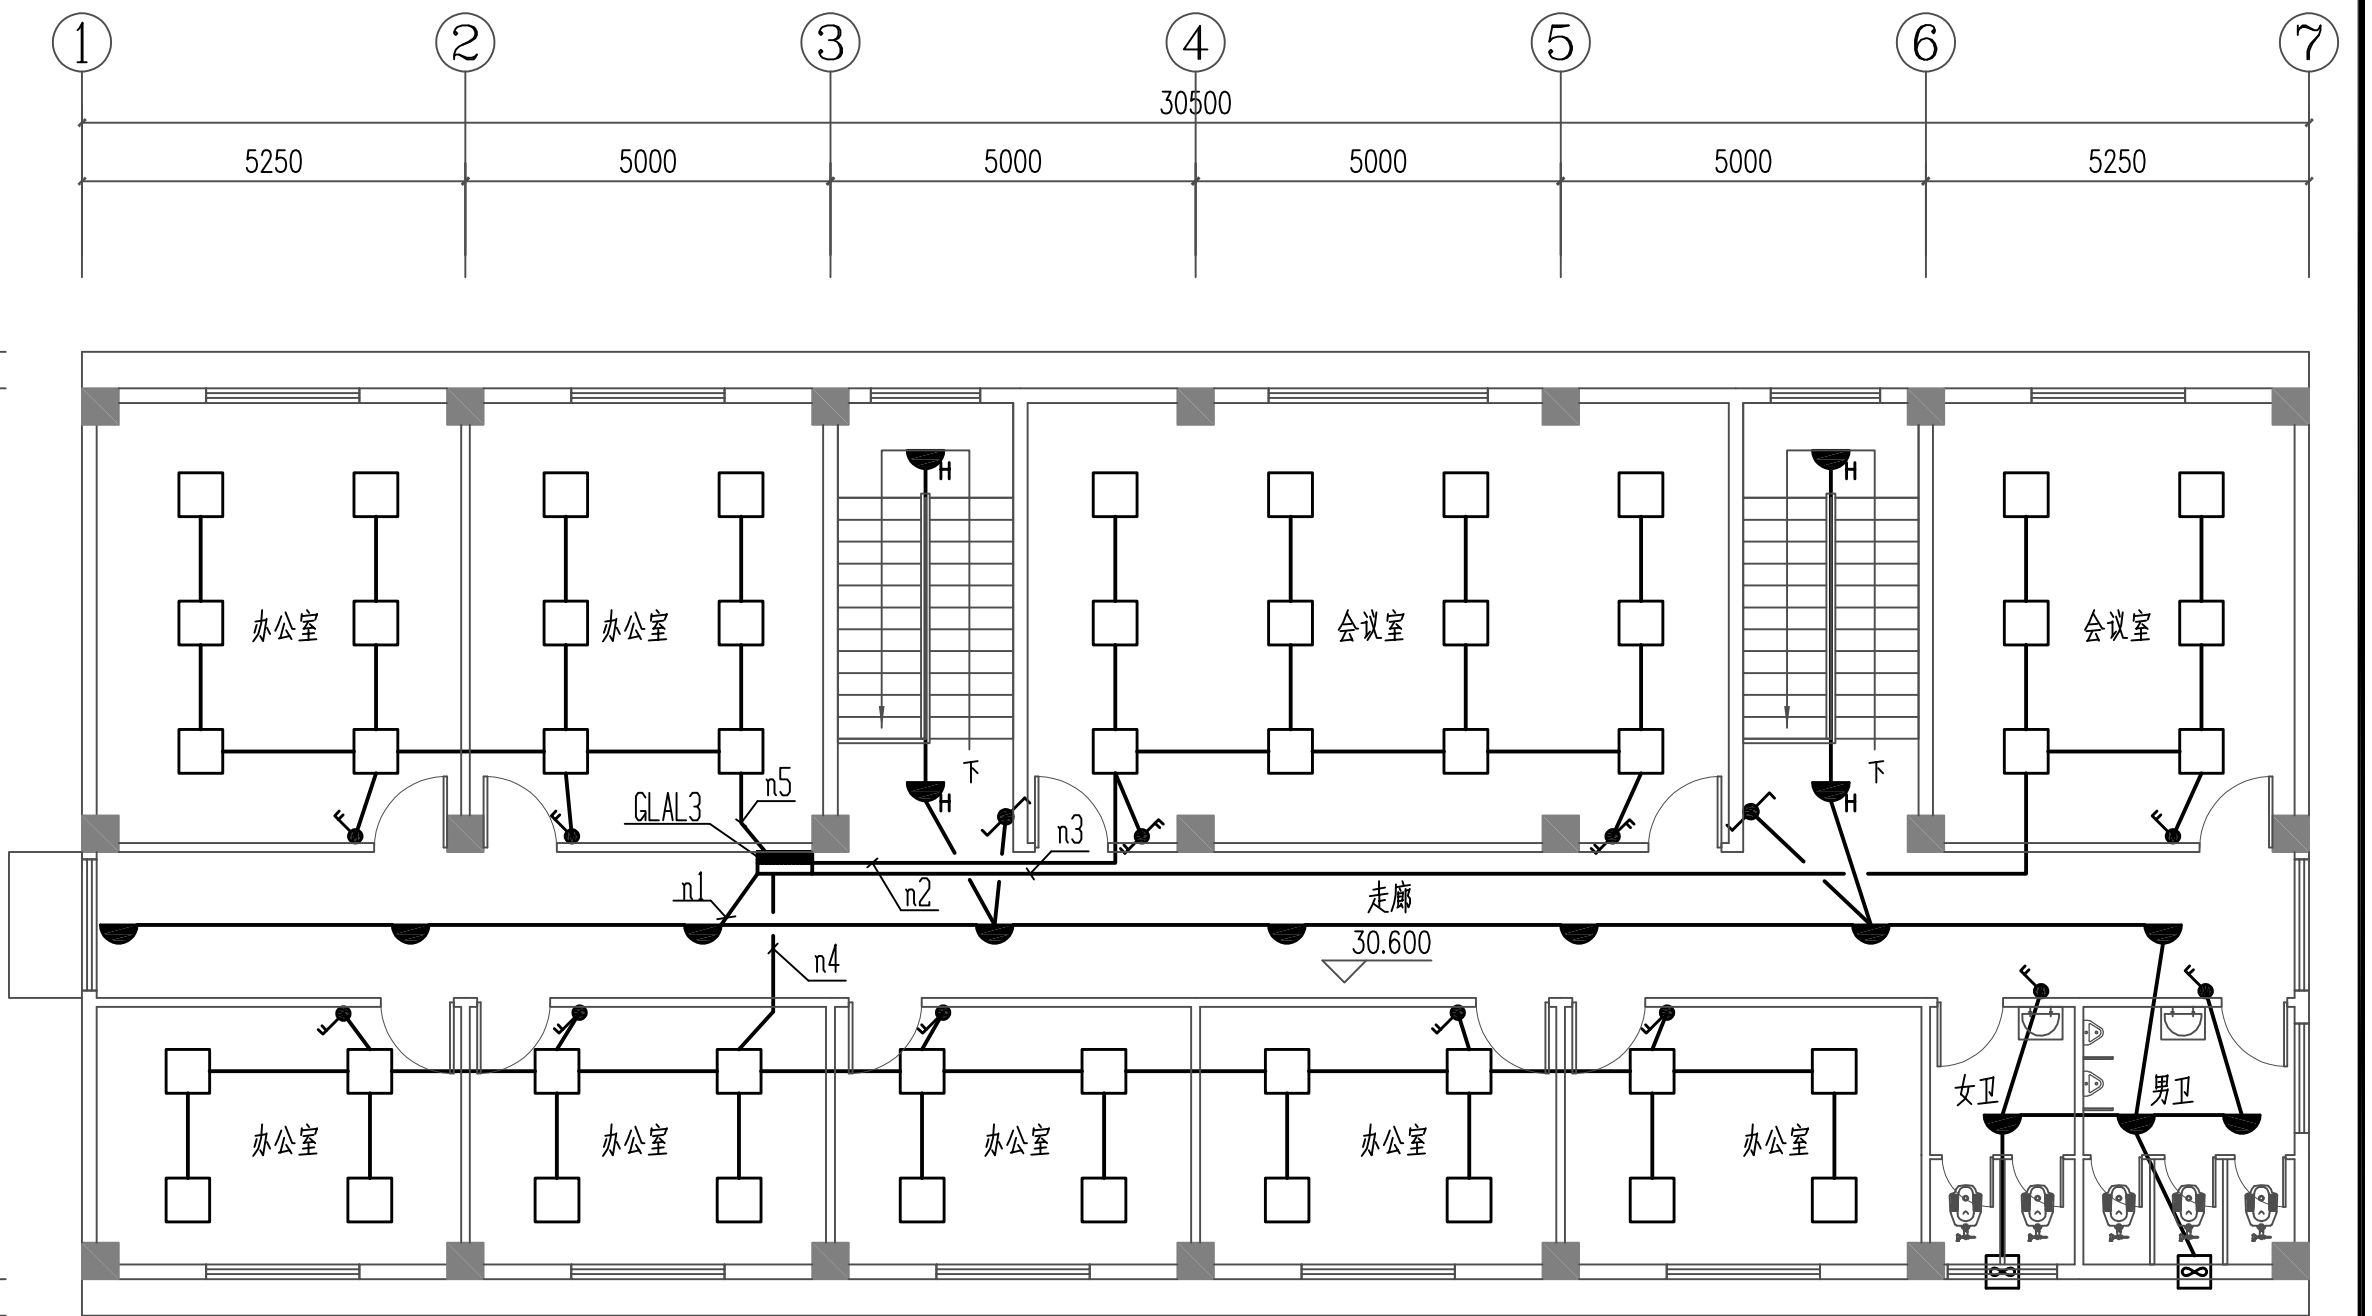 1 2 3 4 5 6 7
30500
5250 5000 5000 5000 5000 5250
H H
办公室 办公室 会议室 会议室
下 下
n5
GLAL3
H H
n3
n1 n2 走廊
30.600
n4
女卫 男卫
办公室 办公室 办公室 办公室 办公室